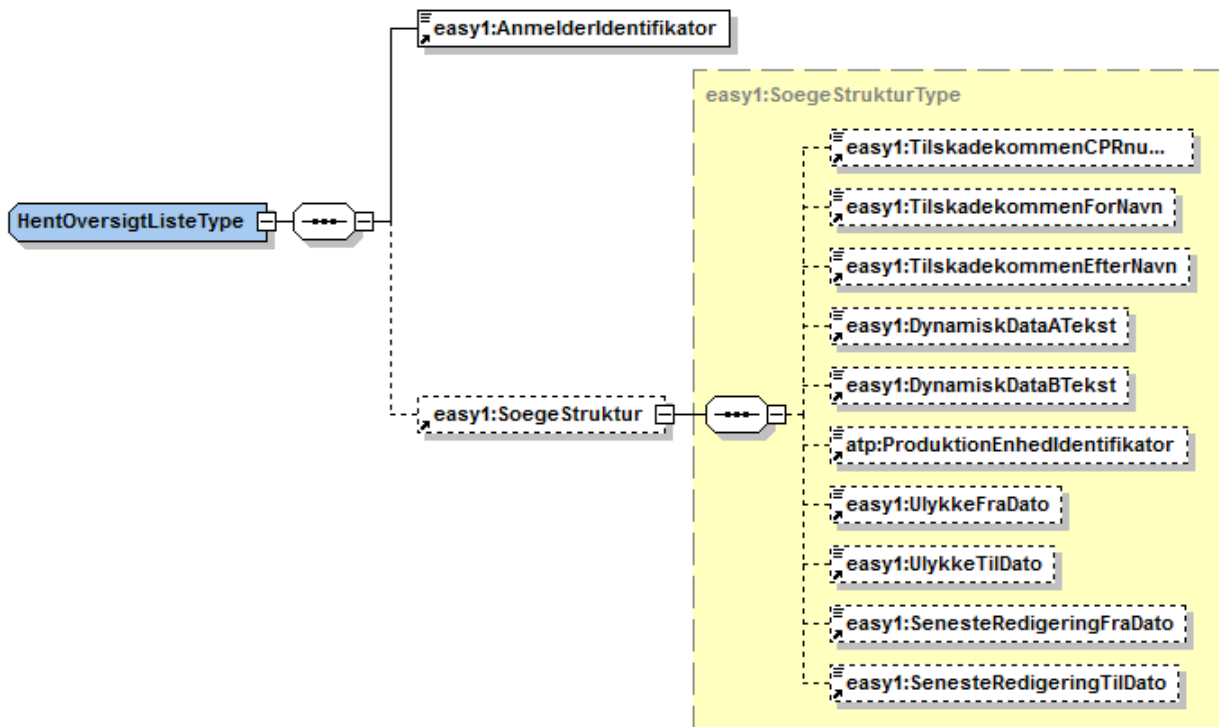 easy1:AnmelderIdentifikator
easy1:SoegeStrukturType
easy1:TilskadekommenCPRnu...
easy1:TilskadekommenForNavn
HentOversigtListeType
easy1:TilskadekommenEfterNavn
easy1:DynamiskDataATekst
easy1:DynamiskDataBTekst
easy1:SoegeStruktur
atp:ProduktionEnhedIdentifikator
easy1:UlykkeFraDato
easy1:UlykkeTilDato
easy1:SenesteRedigeringFraDato
easy1:SenesteRedigeringTilDato